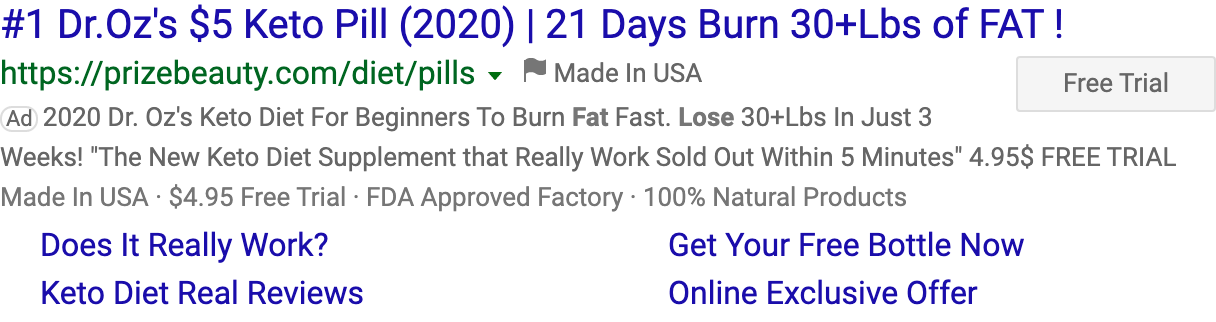 #1 Dr.Oz's $5 Keto Pill (2020) | 21 Days Burn 30+Lbs of FAT !
https://prizebeauty.com/diet/pills Made In USA
Free Trial
Ad 2020 Dr. Oz's Keto Diet For Beginners To Burn Fat Fast. Lose 30+Lbs In Just 3
Weeks! "The New Keto Diet Supplement that Really Work Sold Out Within 5 Minutes" 4.95$ FREE TRIAL
Made In USA · $4.95 Free Trial · FDA Approved Factory · 100% Natural Products
Does It Really Work? Get Your Free Bottle Now
Keto Diet Real Reviews Online Exclusive Offer